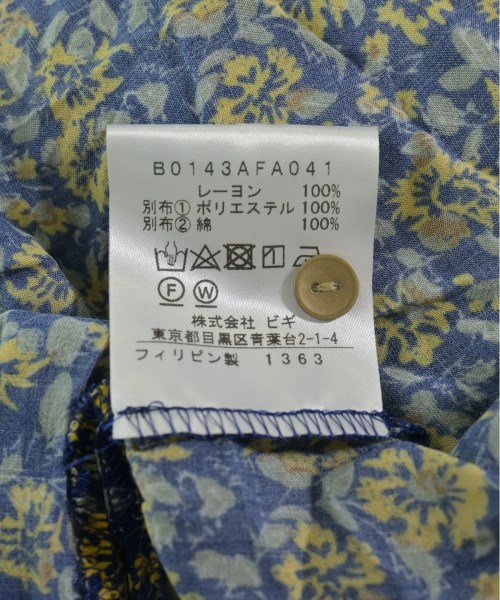 B0143AFA041
レーヨン 100%
別布① ポリエステル 100%
別布② 綿 100%
Ⓕ Ⓦ
株式会社 ビギ
東京都目黒区青葉台2-1-4
フィリピン製 1363